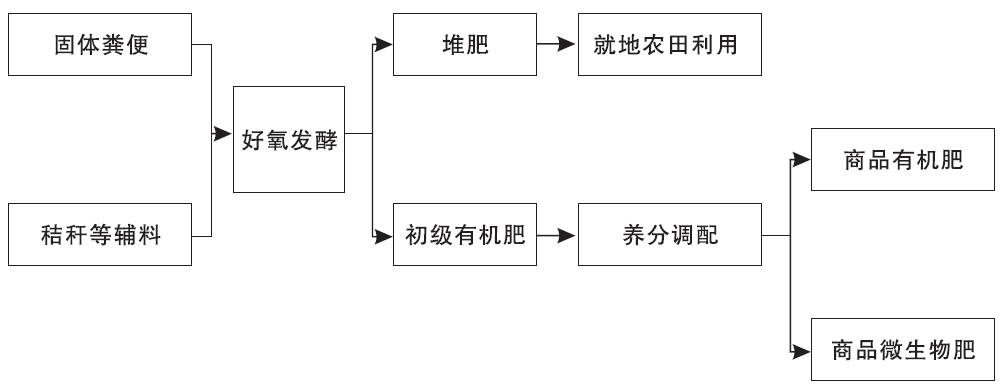 固体粪便
秸秆等辅料
好氧发酵
堆肥
就地农田利用
初级有机肥
养分调配
商品有机肥
商品微生物肥